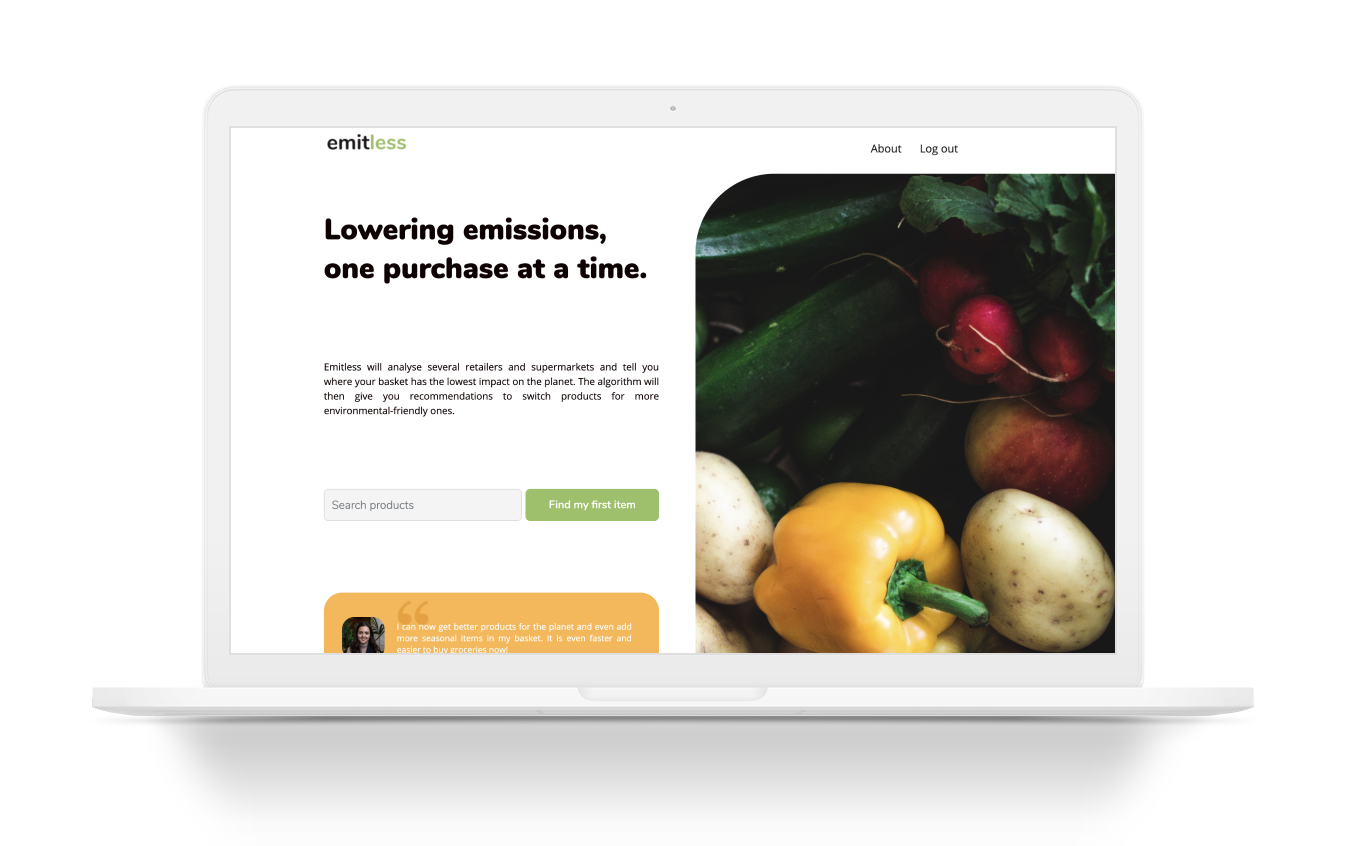 emitless
About Log out
Lowering emissions,
one purchase at a time.
Emitless will analyse several retailers and supermarkets and tell you
where your basket has the lowest impact on the planet. The algorithm will
then give you recommendations to switch products for more
environmental-friendly ones.
Search products Find my first item
“
I can now get better products for the planet and even add
more seasonal items in my basket. It is even faster and
easier to buy groceries now!